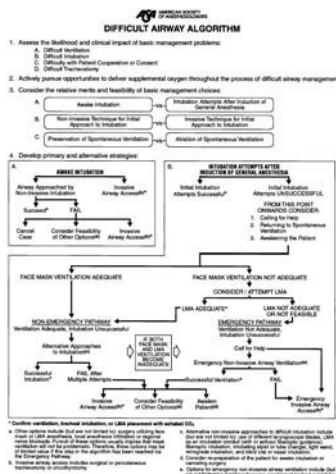 ASA
AMERICAN SOCIETY
OF ANESTHESIOLOGISTS
DIFFICULT AIRWAY ALGORITHM
1. Assess the likelihood and clinical impact of basic management problems:
A. Difficult Ventilation
B. Difficult Intubation
C. Difficulty with Patient Cooperation or Consent
D. Difficult Tracheostomy
2. Actively pursue opportunities to deliver supplemental oxygen throughout the process of difficult airway management
3. Consider the relative merits and feasibility of basic management choices:
A. Awake Intubation
vs
Intubation Attempts After Induction of
General Anesthesia
B. Non-Invasive Technique for Initial
Approach to Intubation
vs
Invasive Technique for Initial
Approach to Intubation
C. Preservation of Spontaneous Ventilation
vs
Ablation of Spontaneous Ventilation
4. Develop primary and alternative strategies:
A.
AWAKE INTUBATION
Airway Approached by
Non-Invasive Intubation
Invasive
Airway Access(b)*
Succeed*
FAIL
Cancel
Case
Consider Feasibility
of Other Options(a)
Invasive
Airway Access(b)*
B.
INTUBATION ATTEMPTS AFTER
INDUCTION OF GENERAL ANESTHESIA
Initial Intubation
Attempts Successful*
Initial Intubation
Attempts UNSUCCESSFUL
FROM THIS POINT
ONWARDS CONSIDER
1. Calling for Help
2. Returning to Spontaneous
Ventilation
3. Awakening the Patient
FACE MASK VENTILATION ADEQUATE
FACE MASK VENTILATION NOT ADEQUATE
CONSIDER / ATTEMPT LMA
LMA ADEQUATE*
LMA NOT ADEQUATE
OR NOT FEASIBLE
NON-EMERGENCY PATHWAY
Ventilation Adequate, Intubation Unsuccessful
EMERGENCY PATHWAY
Ventilation Not Adequate,
Intubation Unsuccessful
IF BOTH
FACE MASK
AND LMA
VENTILATION
BECOME
INADEQUATE
Alternative Approaches
to Intubation(c)
Call for Help
Emergency Non-Invasive Airway Ventilation(e)
Successful
Intubation*
FAIL After
Multiple Attempts
Successful Ventilation*
FAIL
Invasive
Airway Access(b)*
Consider Feasibility
of Other Options(a)
Awaken
Patient(d)
Emergency
Invasive Airway
Access(b)*
* Confirm ventilation, tracheal intubation, or LMA placement with exhaled CO2